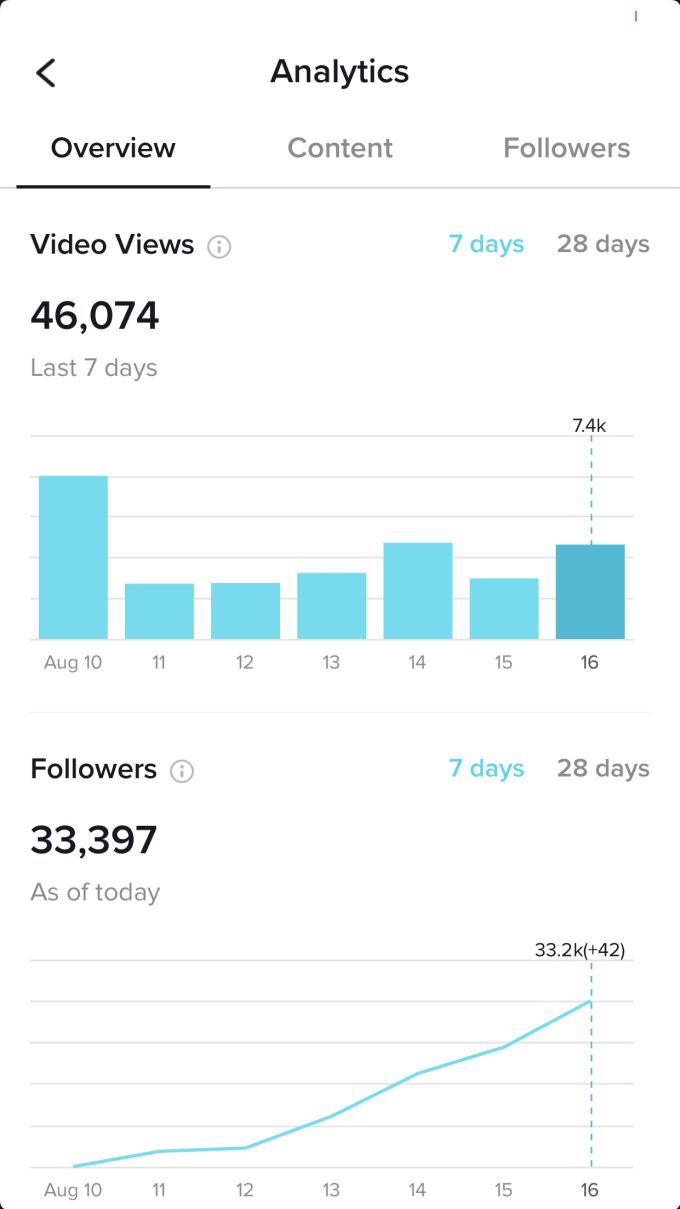 Analytics
Overview Content Followers
Video Views 7 days 28 days
46,074
Last 7 days
7.4k
Aug 10 11 12 13 14 15 16
Followers 7 days 28 days
33,397
As of today
33.2k(+42)
Aug 10 11 12 13 14 15 16